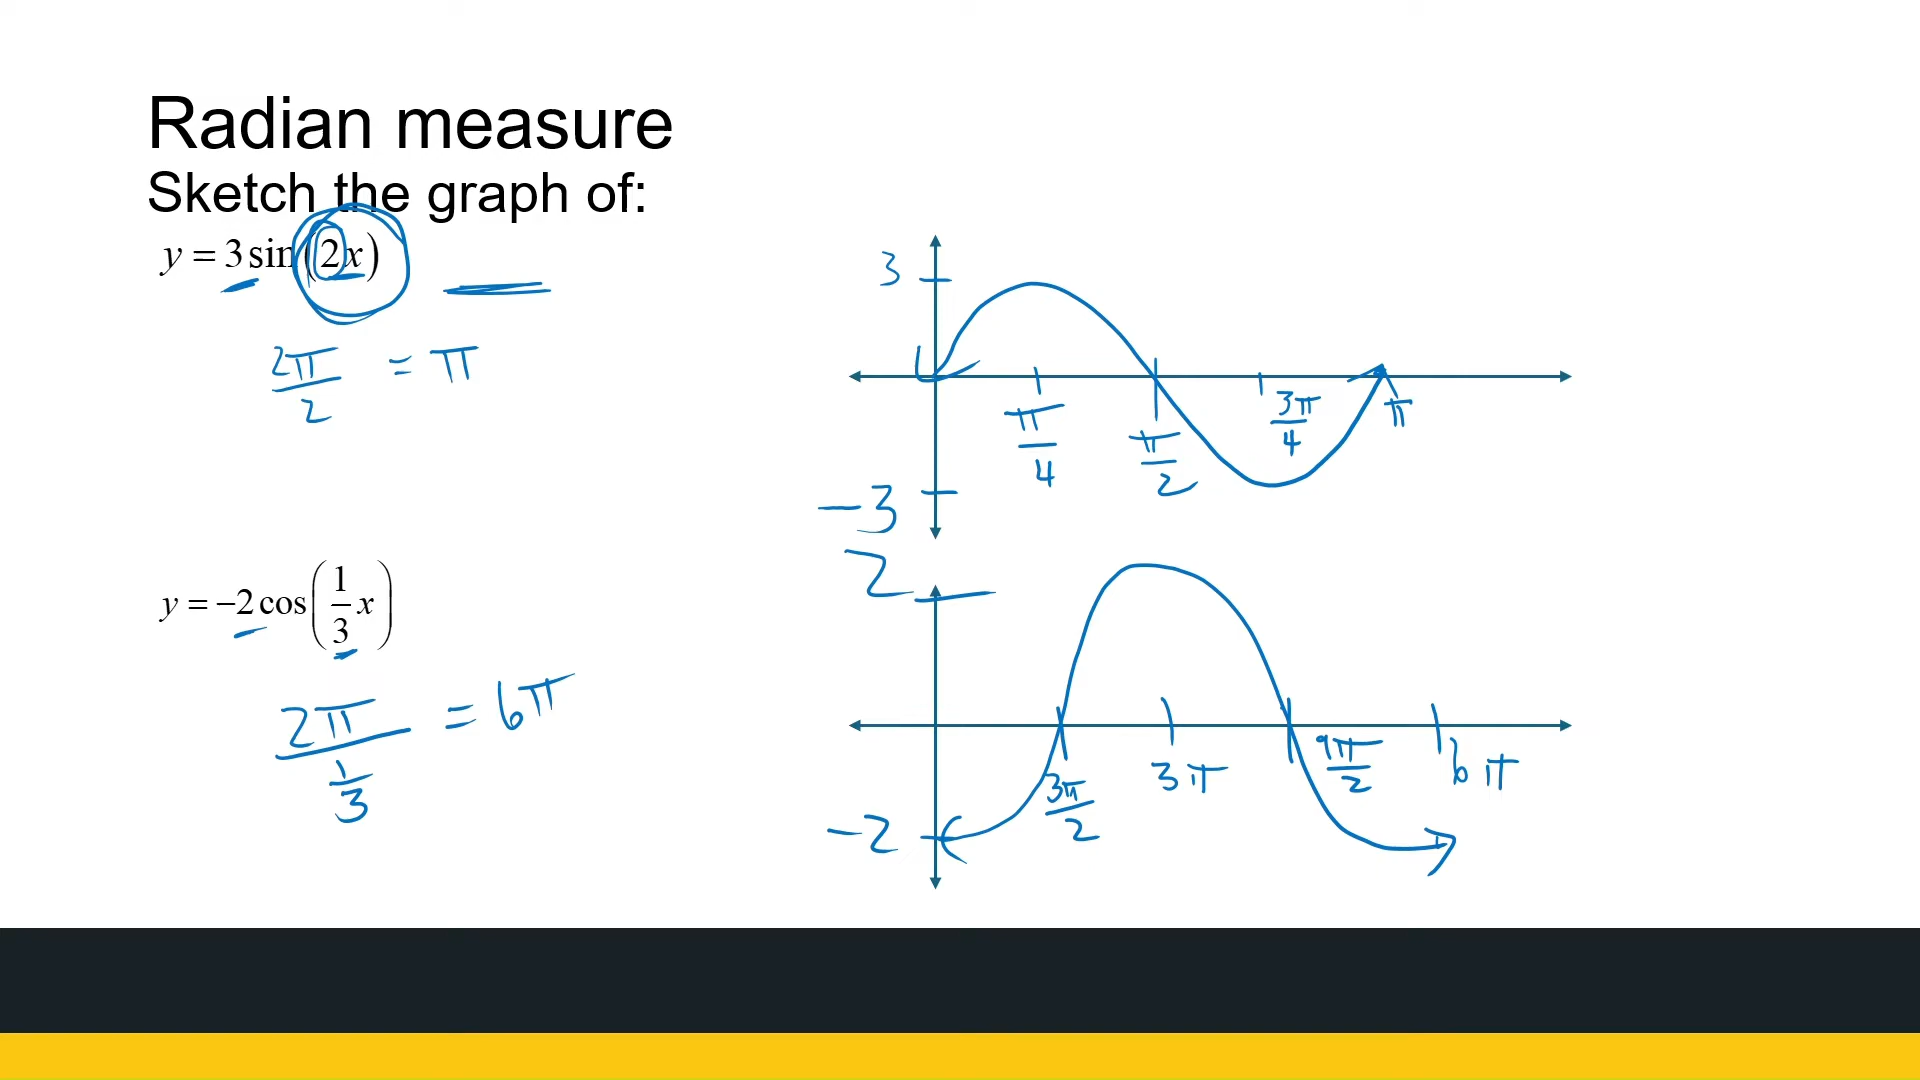 Radian measure
Sketch the graph of:
y = 3 sin(2x)
2π/2 = π
3
π/4
π/2
3π/4
π
−3
y = −2 cos(1/3 x)
2π/(1/3) = 6π
2
3π/2
3π
9π/2
6π
−2